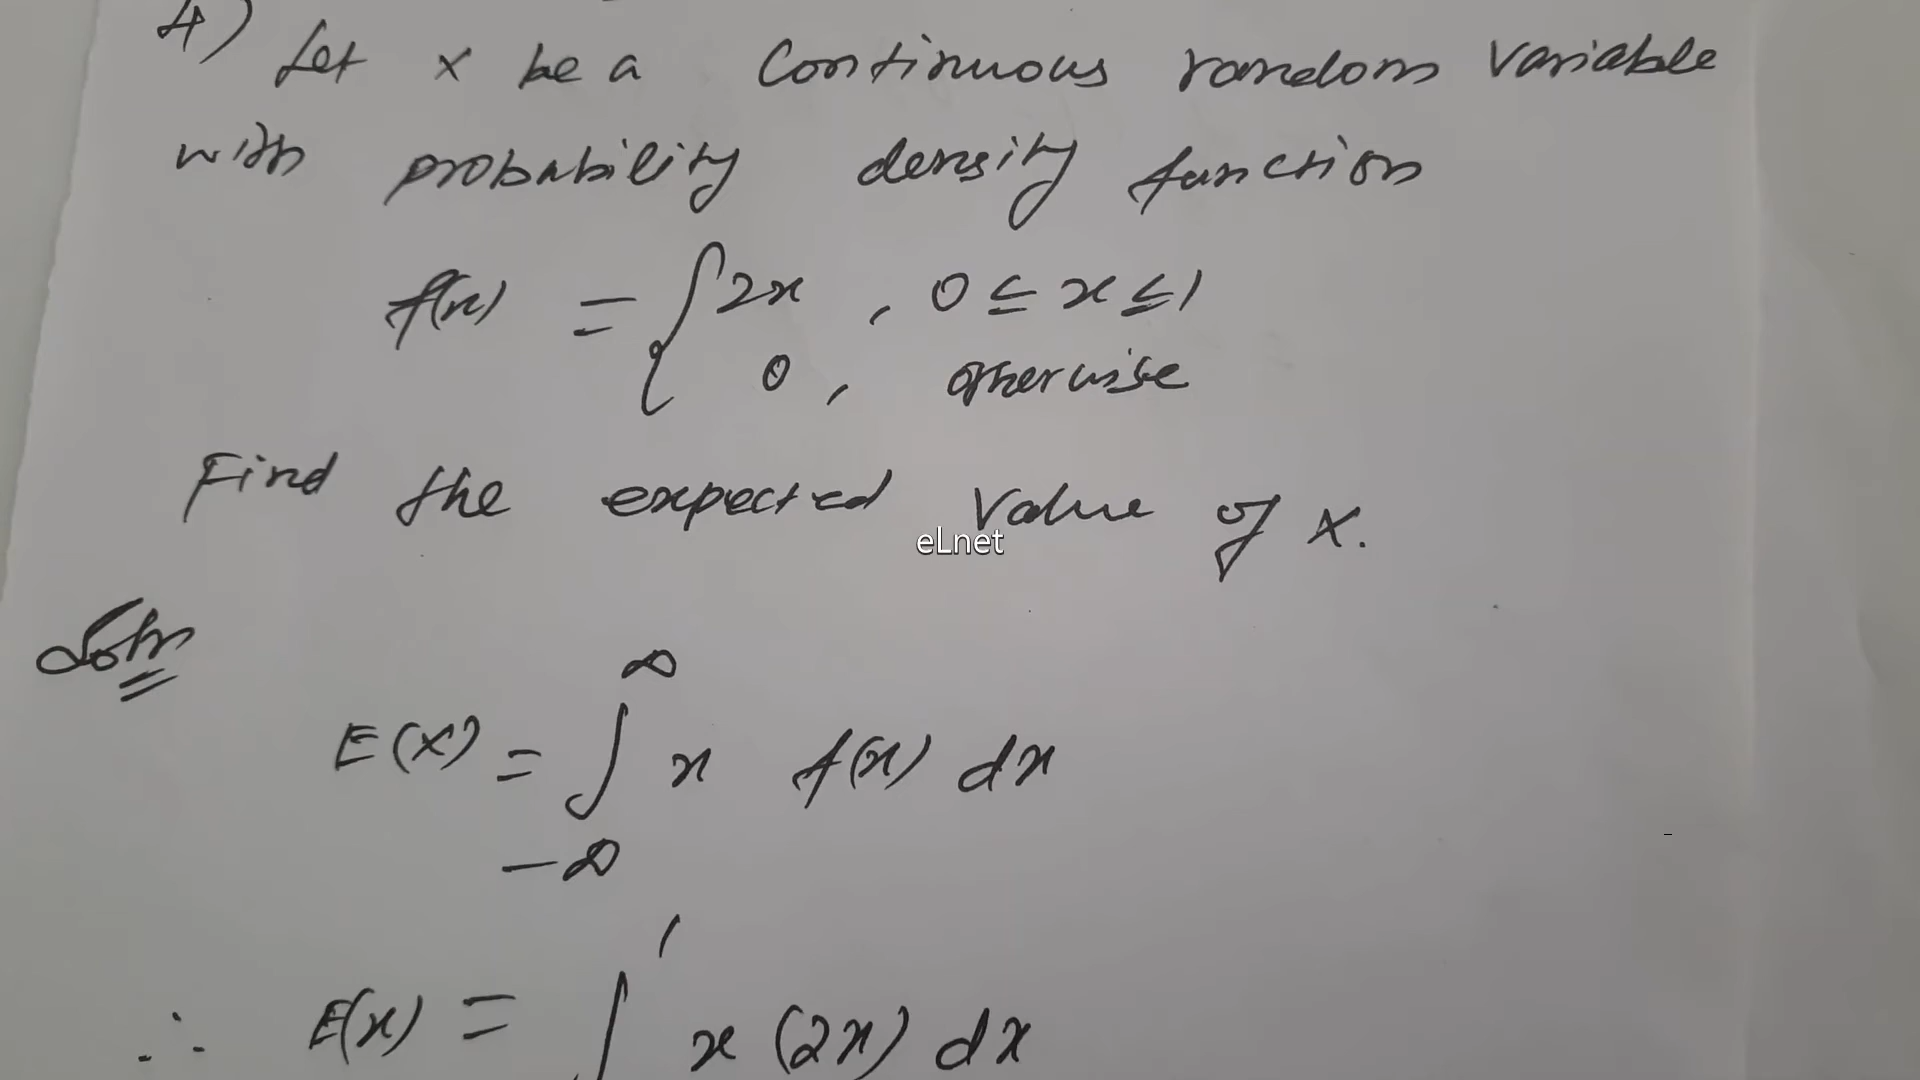 4) Let x be a Continuous random Variable
with probability density function
f(x) = { 2x , 0 ≤ x ≤ 1
0 , otherwise
Find the expected Value of X.
eLnet
Soln
∞
E(X) = ∫ x f(x) dx
-∞
1
∴ E(x) = ∫ x (2x) dx